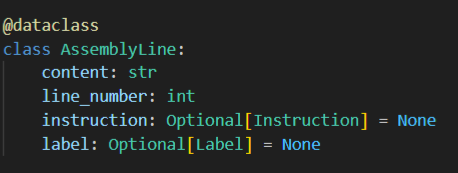 @dataclass
class AssemblyLine:
    content: str
    line_number: int
    instruction: Optional[Instruction] = None
    label: Optional[Label] = None